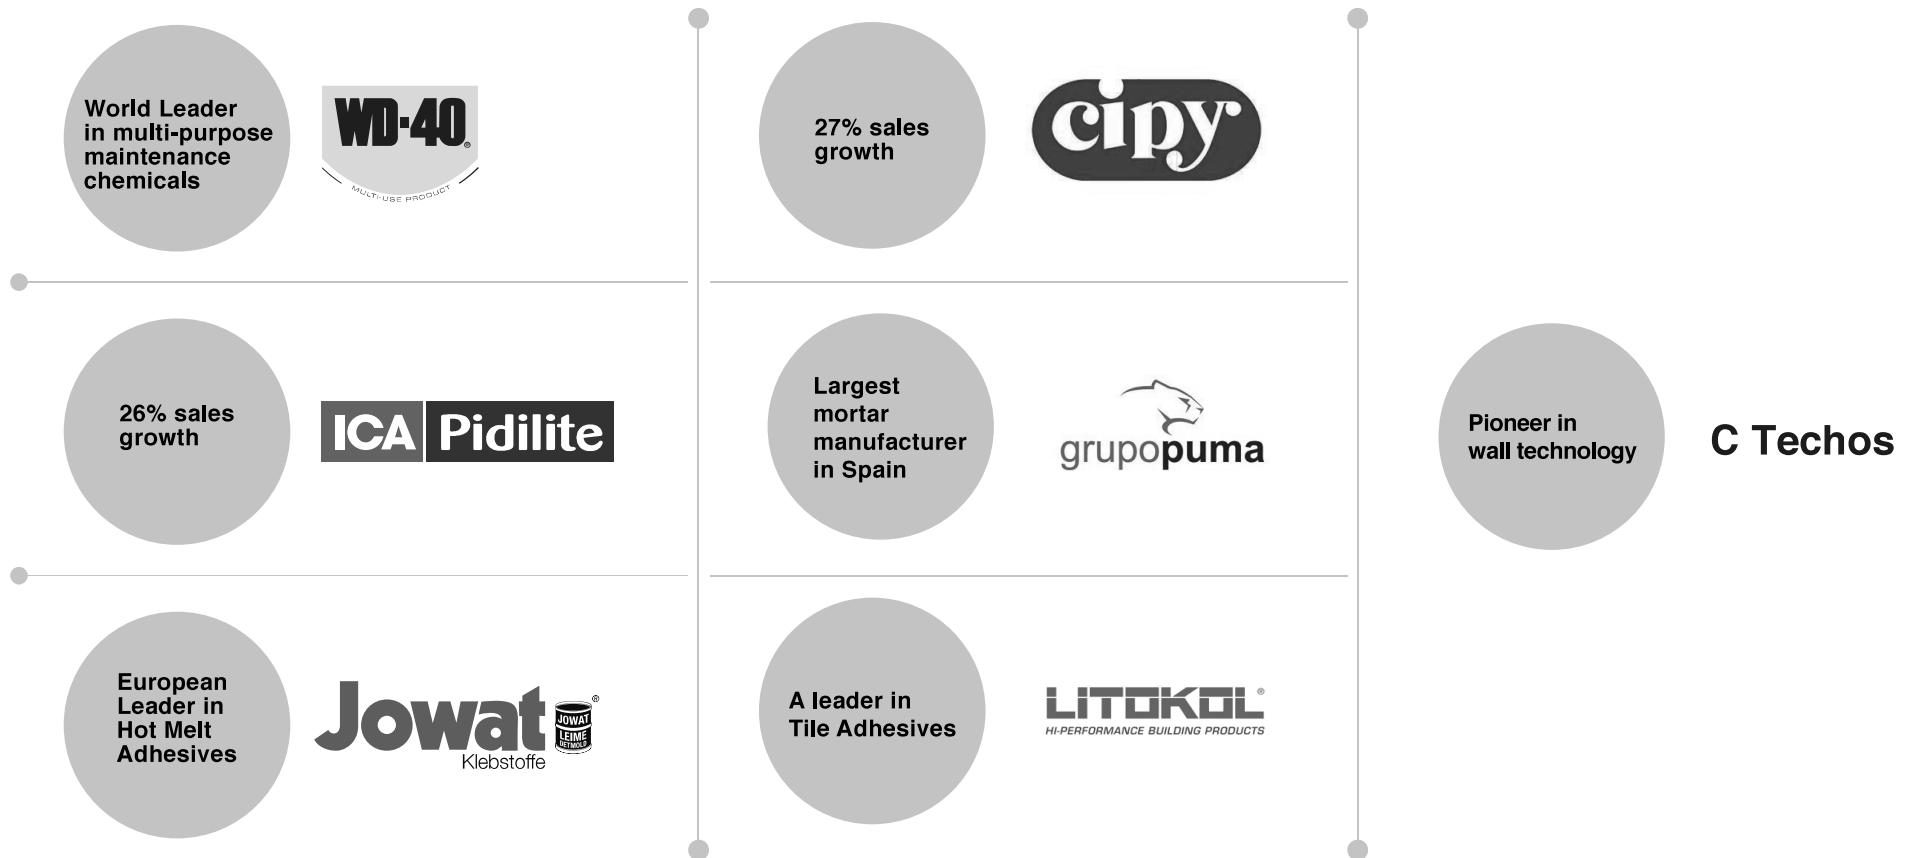 World Leader
in multi-purpose
maintenance
chemicals
WD-40®
MULTI-USE PRODUCT
26% sales
growth
ICA Pidilite
European
Leader in
Hot Melt
Adhesives
Jowat®
Klebstoffe
JOWAT
LEIME
DETMOLD
27% sales
growth
cipy
Largest
mortar
manufacturer
in Spain
grupopuma
A leader in
Tile Adhesives
LITOKOL®
HI-PERFORMANCE BUILDING PRODUCTS
Pioneer in
wall technology
C Techos